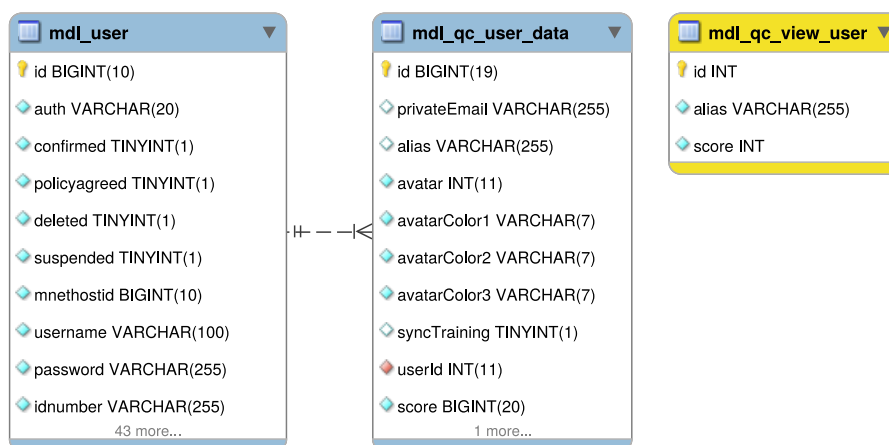 mdl_user
id BIGINT(10)
auth VARCHAR(20)
confirmed TINYINT(1)
policyagreed TINYINT(1)
deleted TINYINT(1)
suspended TINYINT(1)
mnethostid BIGINT(10)
username VARCHAR(100)
password VARCHAR(255)
idnumber VARCHAR(255)
43 more...
mdl_qc_user_data
id BIGINT(19)
privateEmail VARCHAR(255)
alias VARCHAR(255)
avatar INT(11)
avatarColor1 VARCHAR(7)
avatarColor2 VARCHAR(7)
avatarColor3 VARCHAR(7)
syncTraining TINYINT(1)
userId INT(11)
score BIGINT(20)
1 more...
mdl_qc_view_user
id INT
alias VARCHAR(255)
score INT